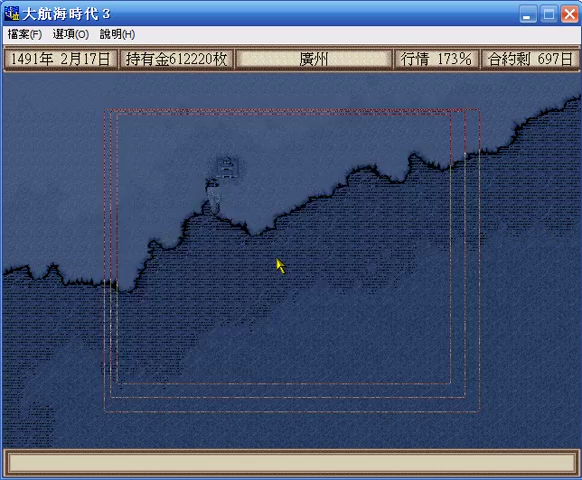 大航海時代３
檔案(F) 選項(O) 說明(H)
1491年 2月17日 持有金612220枚 廣州 行情 173% 合約剩 697日